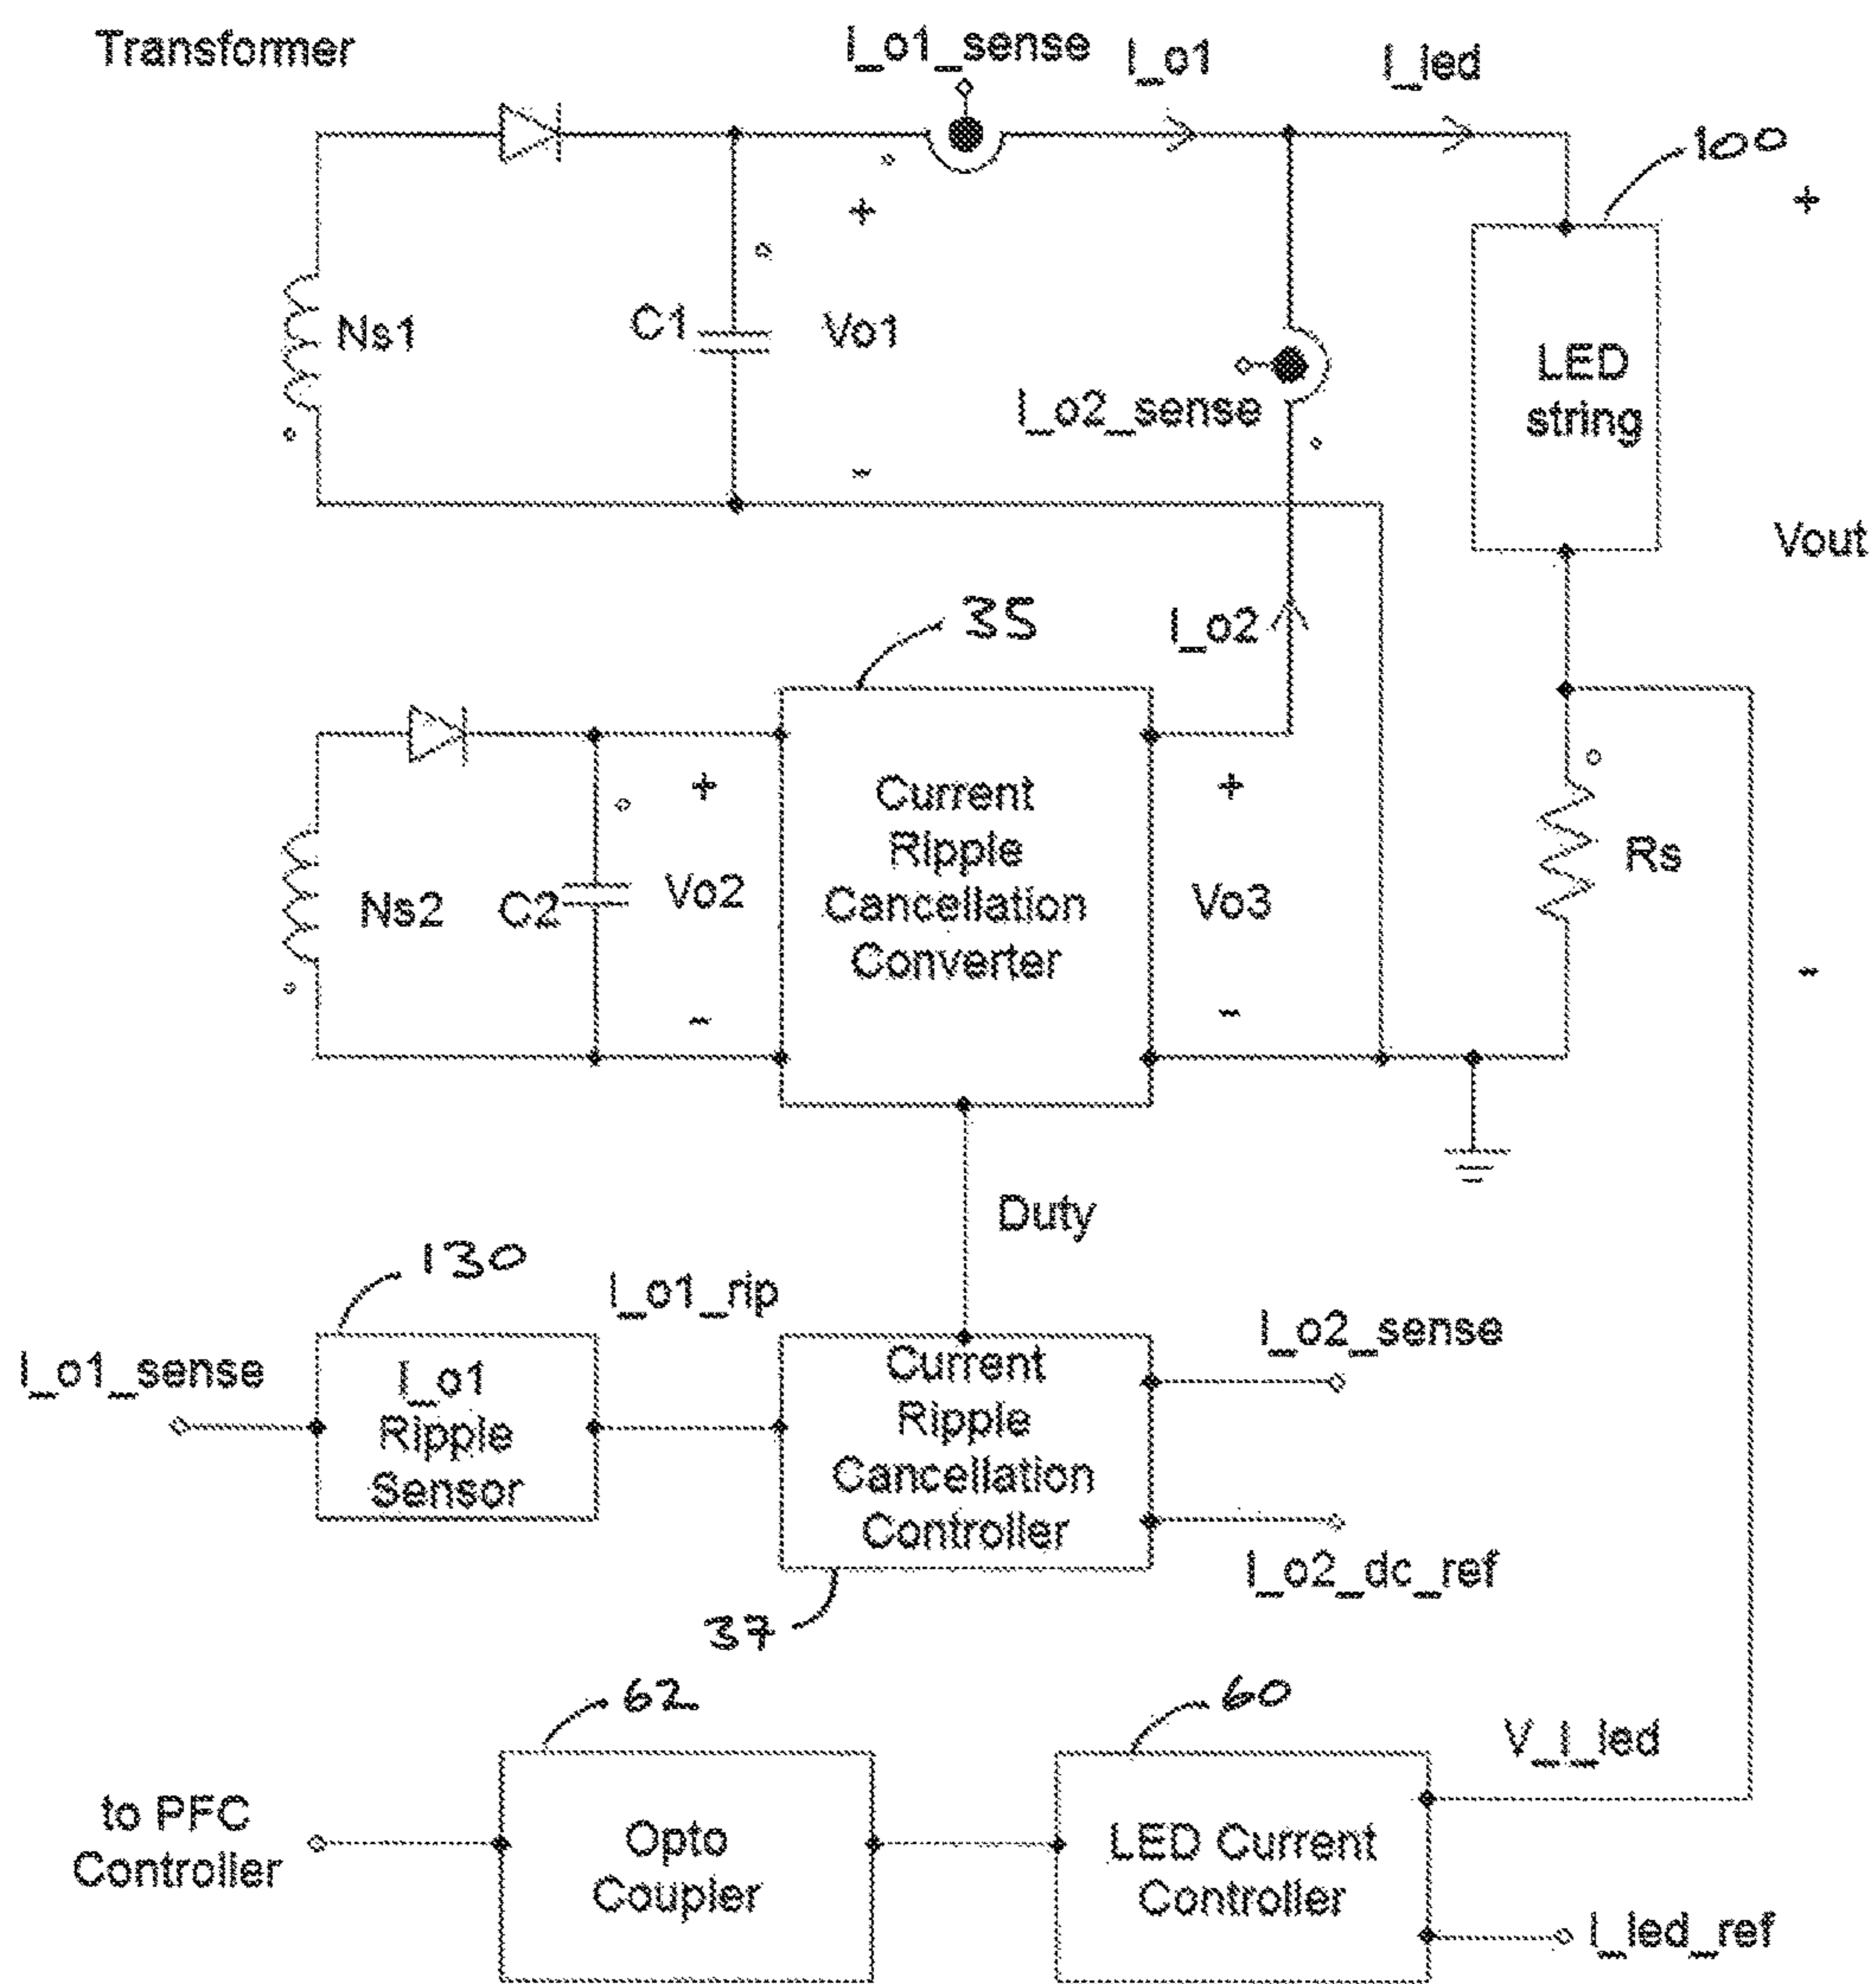 Transformer
I_o1_sense
I_o1
I_led
100
+
+
Ns1
C1
Vo1
LED
string
I_o2_sense
-
Vout
35
I_o2
+
Current
Ripple
Cancellation
Converter
+
Ns2
C2
Vo2
Vo3
Rs
-
-
-
Duty
130
I_o1_rip
I_o1_sense
I_o1
Ripple
Sensor
Current
Ripple
Cancellation
Controller
I_o2_sense
I_o2_dc_ref
37
62
60
V_I_led
to PFC
Controller
Opto
Coupler
LED Current
Controller
I_led_ref